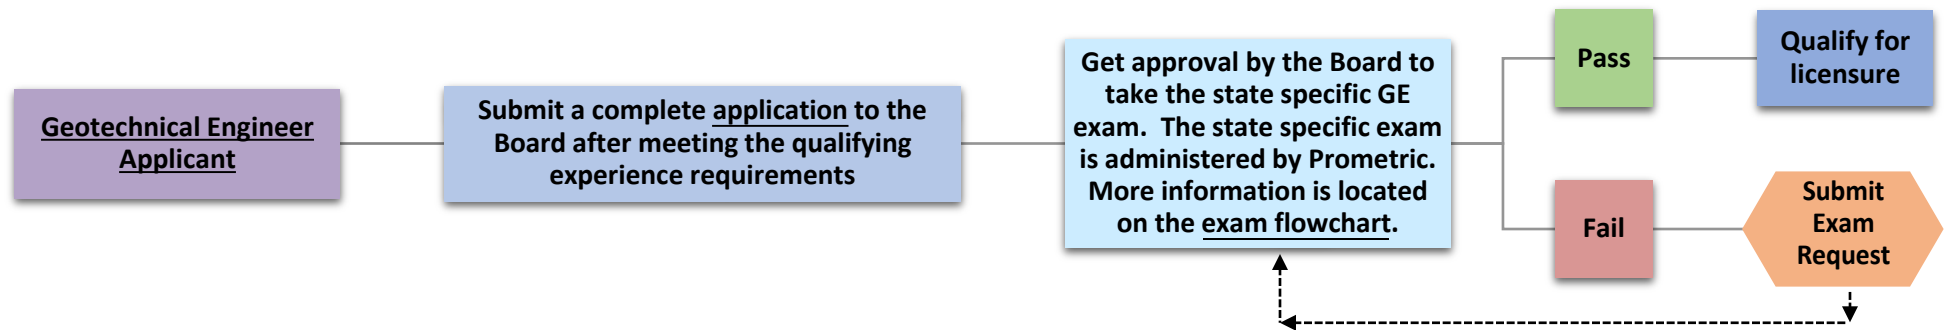 Geotechnical Engineer
Applicant
Submit a complete application to the
Board after meeting the qualifying
experience requirements
Get approval by the Board to
take the state specific GE
exam.  The state specific exam
is administered by Prometric.
More information is located
on the exam flowchart.
Pass
Qualify for
licensure
Fail
Submit
Exam
Request